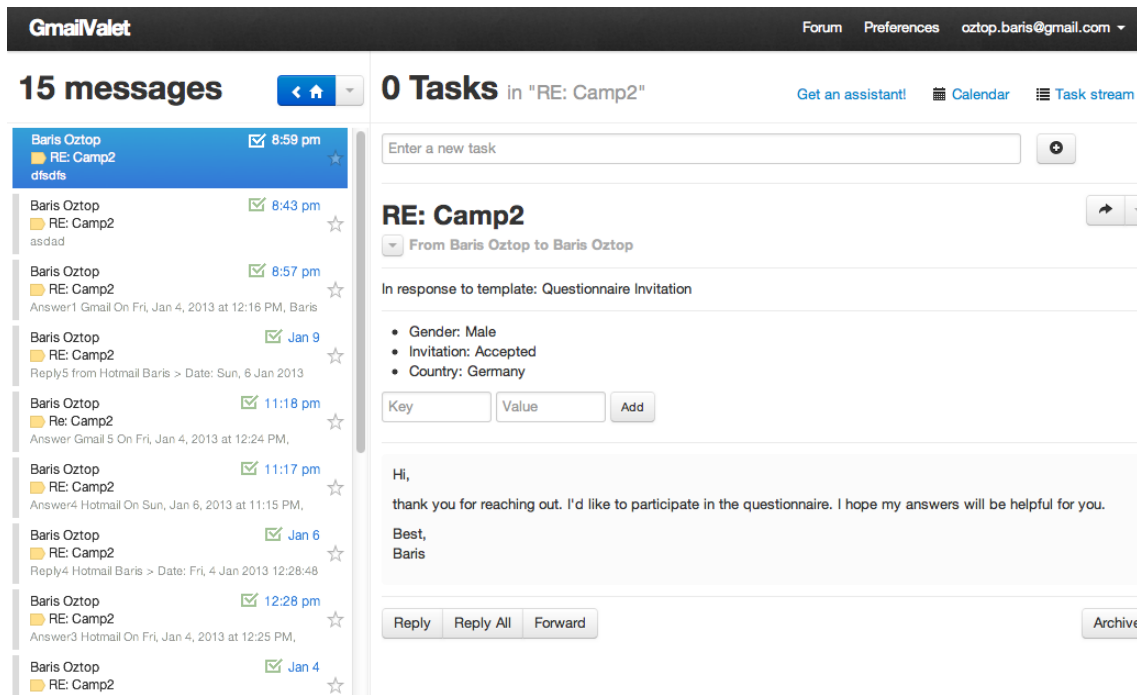 GmailValet
Forum Preferences oztop.baris@gmail.com
15 messages
Baris Oztop 8:59 pm
RE: Camp2
dfsdfs
Baris Oztop 8:43 pm
RE: Camp2
asdad
Baris Oztop 8:57 pm
RE: Camp2
Answer1 Gmail On Fri, Jan 4, 2013 at 12:16 PM, Baris
Baris Oztop Jan 9
RE: Camp2
Reply5 from Hotmail Baris > Date: Sun, 6 Jan 2013
Baris Oztop 11:18 pm
Re: Camp2
Answer Gmail 5 On Fri, Jan 4, 2013 at 12:24 PM,
Baris Oztop 11:17 pm
RE: Camp2
Answer4 Hotmail On Sun, Jan 6, 2013 at 11:15 PM,
Baris Oztop Jan 6
RE: Camp2
Reply4 Hotmail Baris > Date: Fri, 4 Jan 2013 12:28:48
Baris Oztop 12:28 pm
RE: Camp2
Answer3 Hotmail On Fri, Jan 4, 2013 at 12:25 PM,
Baris Oztop Jan 4
RE: Camp2
0 Tasks in "RE: Camp2"
Get an assistant! Calendar Task stream
Enter a new task
RE: Camp2
From Baris Oztop to Baris Oztop
In response to template: Questionnaire Invitation
• Gender: Male
• Invitation: Accepted
• Country: Germany
Key Value Add
Hi,
thank you for reaching out. I'd like to participate in the questionnaire. I hope my answers will be helpful for you.
Best,
Baris
Reply Reply All Forward Archive